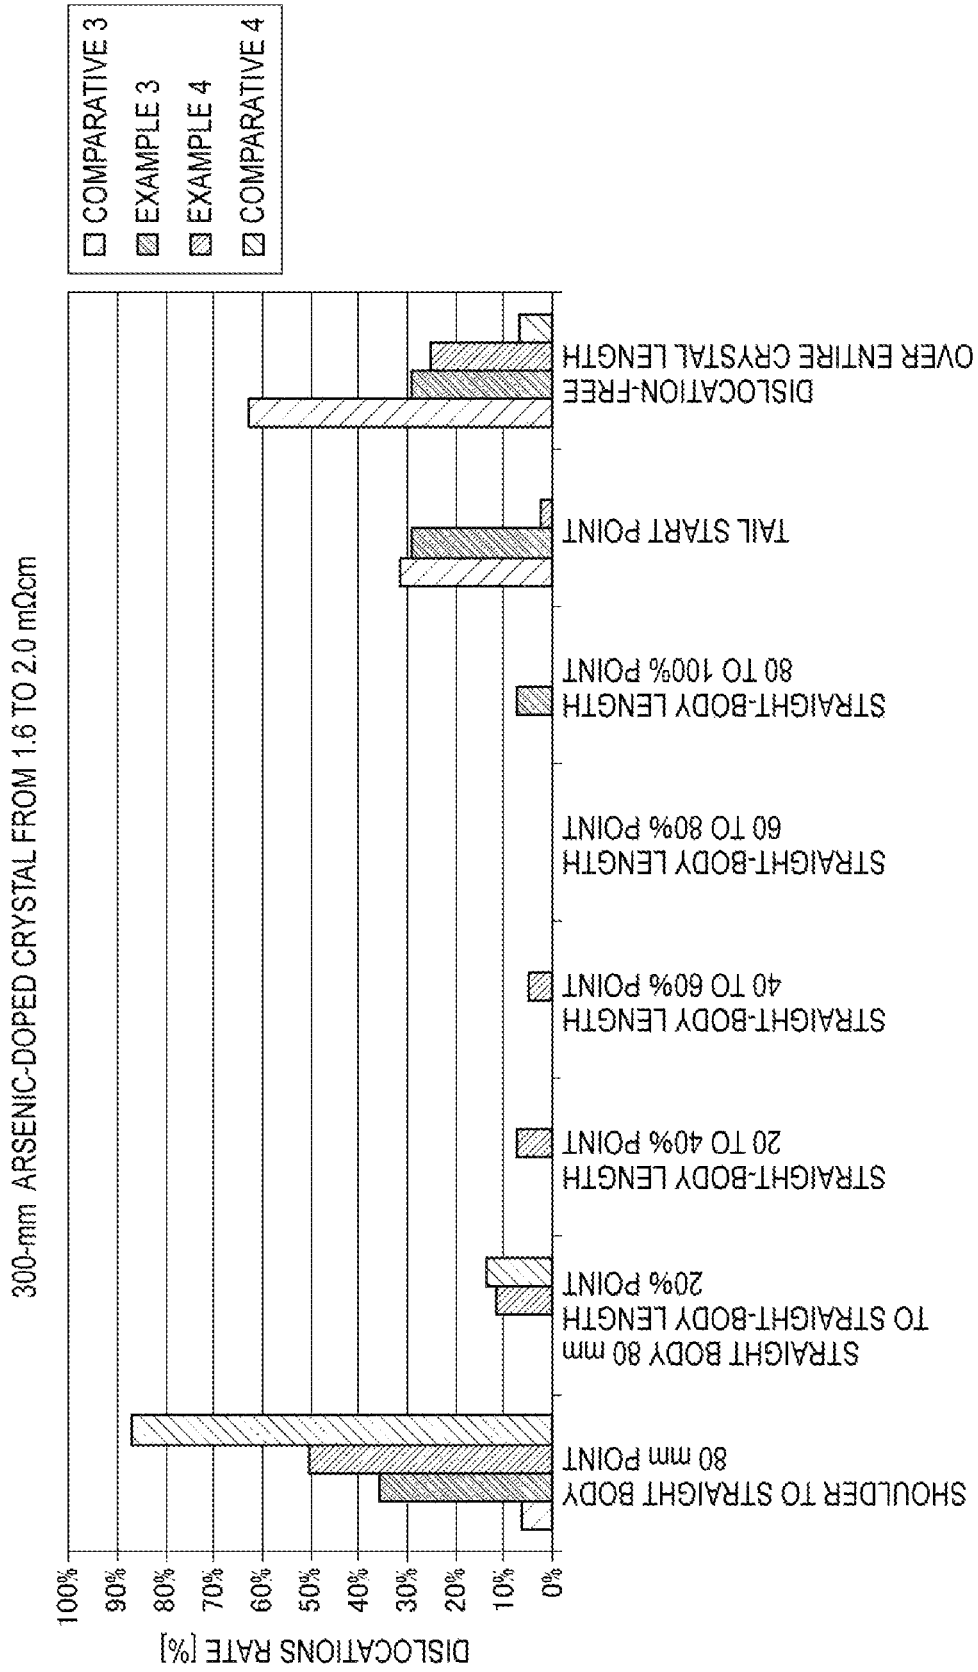 300-mm ARSENIC-DOPED CRYSTAL FROM 1.6 TO 2.0 mΩcm
COMPARATIVE 3
EXAMPLE 3
EXAMPLE 4
COMPARATIVE 4
DISLOCATIONS RATE [%]
100%
90%
80%
70%
60%
50%
40%
30%
20%
10%
0%
SHOULDER TO STRAIGHT BODY
80 mm POINT
STRAIGHT BODY 80 mm
TO STRAIGHT-BODY LENGTH
20% POINT
STRAIGHT-BODY LENGTH
20 TO 40% POINT
STRAIGHT-BODY LENGTH
40 TO 60% POINT
STRAIGHT-BODY LENGTH
60 TO 80% POINT
STRAIGHT-BODY LENGTH
80 TO 100% POINT
TAIL START POINT
DISLOCATION-FREE
OVER ENTIRE CRYSTAL LENGTH